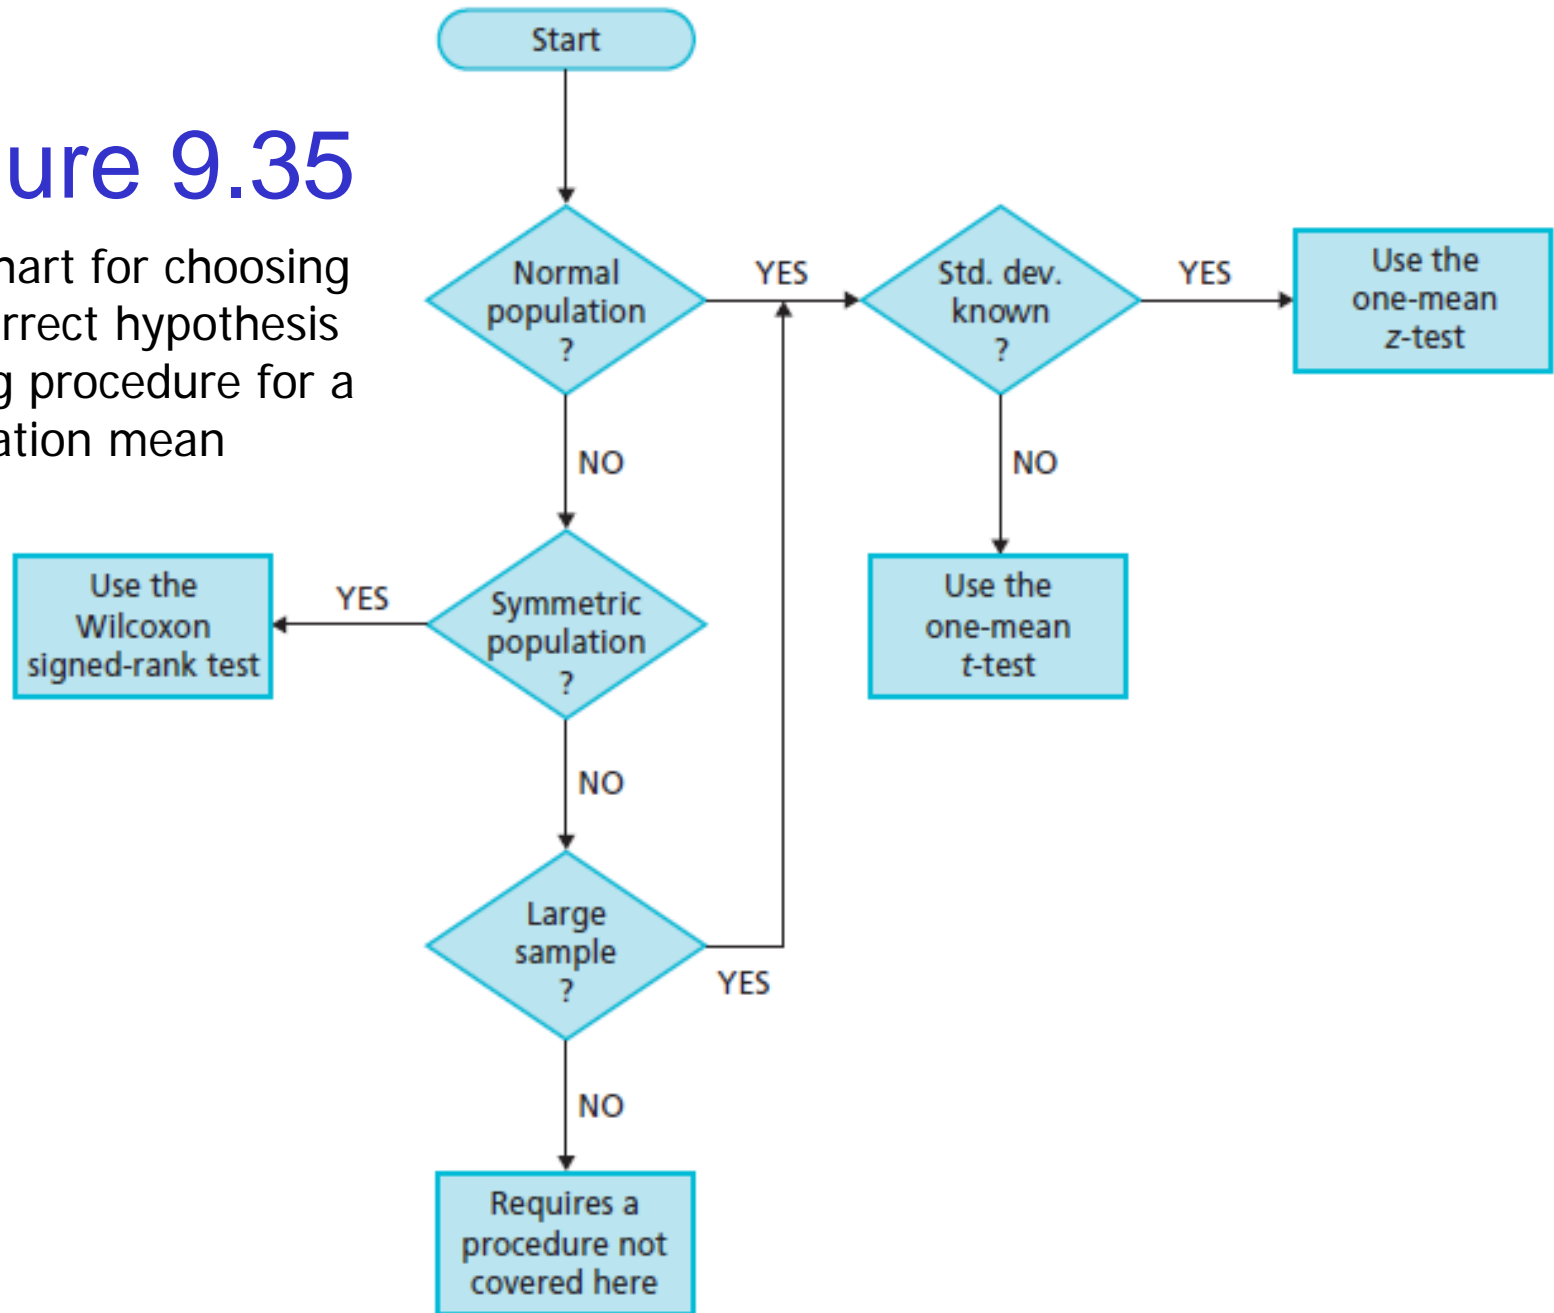 Start
ure 9.35
hart for choosing
rrect hypothesis
g procedure for a
ation mean
Normal
population
?
YES
Std. dev.
known
?
YES
Use the
one-mean
z-test
NO
NO
Use the
Wilcoxon
signed-rank test
YES
Symmetric
population
?
Use the
one-mean
t-test
NO
Large
sample
?
YES
NO
Requires a
procedure not
covered here